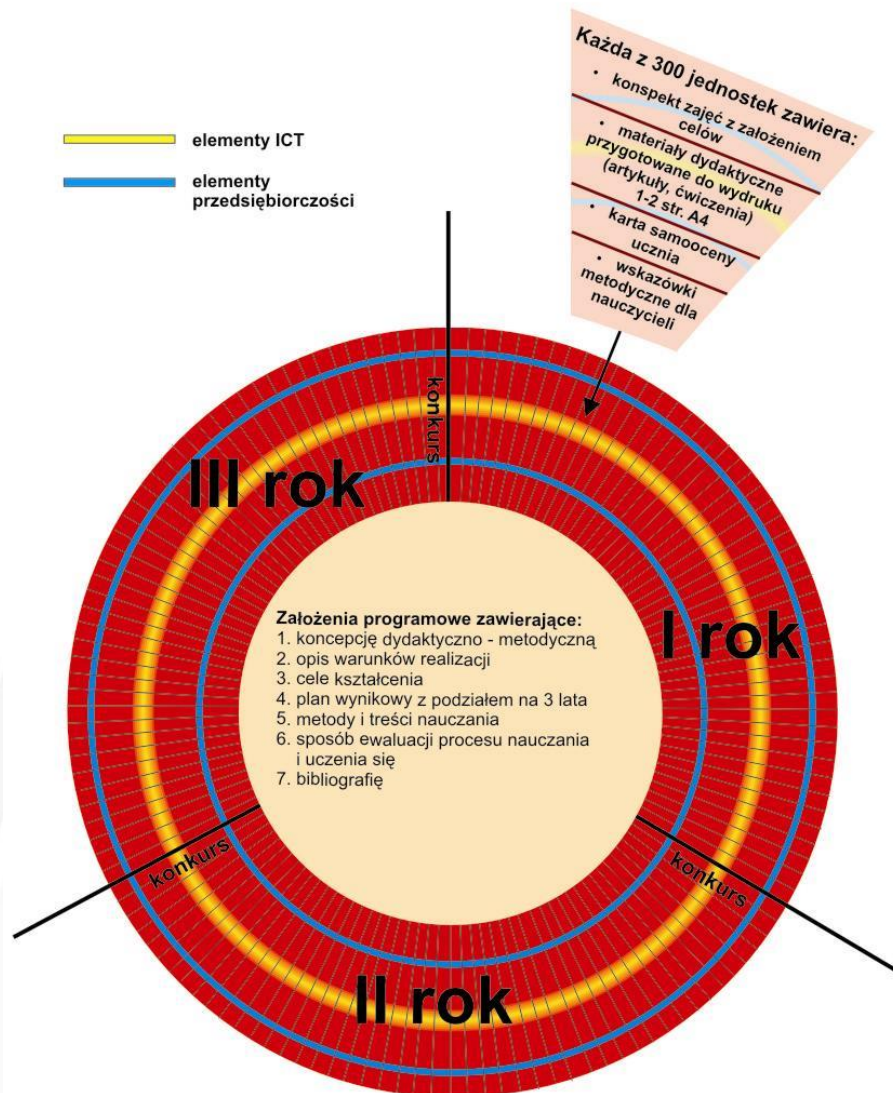 Każda z 300 jednostek zawiera:
• konspekt zajęć z założeniem
celów
• materiały dydaktyczne
przygotowane do wydruku
(artykuły, ćwiczenia)
1-2 str. A4
• karta samooceny
ucznia
• wskazówki
metodyczne dla
nauczycieli
elementy ICT
elementy
przedsiębiorczości
konkurs
III rok
I rok
Założenia programowe zawierające:
1. koncepcję dydaktyczno - metodyczną
2. opis warunków realizacji
3. cele kształcenia
4. plan wynikowy z podziałem na 3 lata
5. metody i treści nauczania
6. sposób ewaluacji procesu nauczania
i uczenia się
7. bibliografię
konkurs
konkurs
II rok